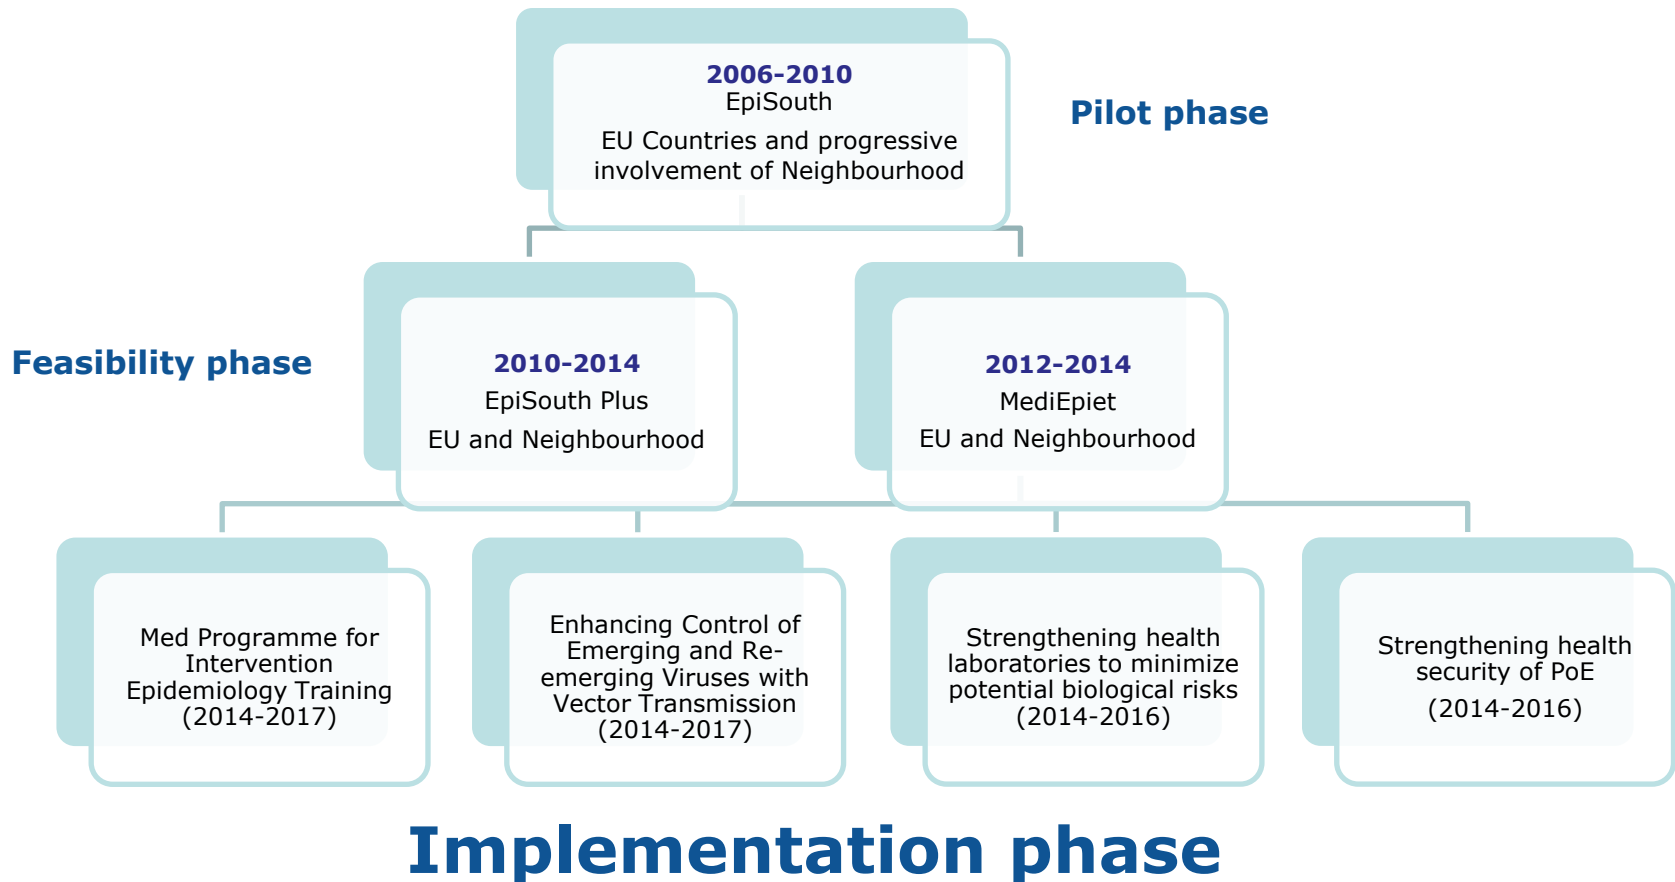 2006-2010
EpiSouth
EU Countries and progressive
involvement of Neighbourhood
Pilot phase
Feasibility phase
2010-2014
EpiSouth Plus
EU and Neighbourhood
2012-2014
MediEpiet
EU and Neighbourhood
Med Programme for
Intervention
Epidemiology Training
(2014-2017)
Enhancing Control of
Emerging and Re-
emerging Viruses with
Vector Transmission
(2014-2017)
Strengthening health
laboratories to minimize
potential biological risks
(2014-2016)
Strengthening health
security of PoE
(2014-2016)
Implementation phase